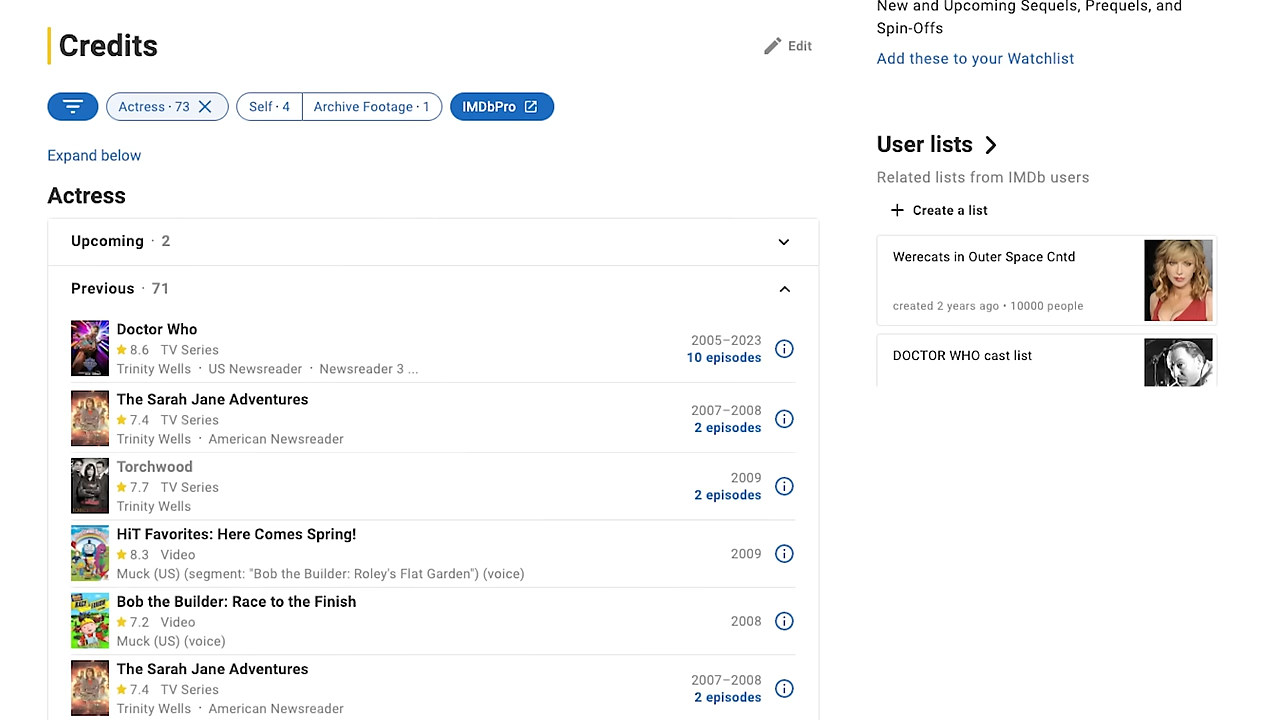 Credits
Edit
Actress · 73
Self · 4
Archive Footage · 1
IMDbPro
Expand below
Actress
Upcoming · 2
Previous · 71
Doctor Who
8.6 TV Series
Trinity Wells · US Newsreader · Newsreader 3 ...
2005–2023
10 episodes
The Sarah Jane Adventures
7.4 TV Series
Trinity Wells · American Newsreader
2007–2008
2 episodes
Torchwood
7.7 TV Series
Trinity Wells
2009
2 episodes
HiT Favorites: Here Comes Spring!
8.3 Video
Muck (US) (segment: "Bob the Builder: Roley's Flat Garden") (voice)
2009
Bob the Builder: Race to the Finish
7.2 Video
Muck (US) (voice)
2008
The Sarah Jane Adventures
7.4 TV Series
Trinity Wells · American Newsreader
2007–2008
2 episodes
New and Upcoming Sequels, Prequels, and
Spin-Offs
Add these to your Watchlist
User lists
Related lists from IMDb users
Create a list
Werecats in Outer Space Cntd
created 2 years ago • 10000 people
DOCTOR WHO cast list